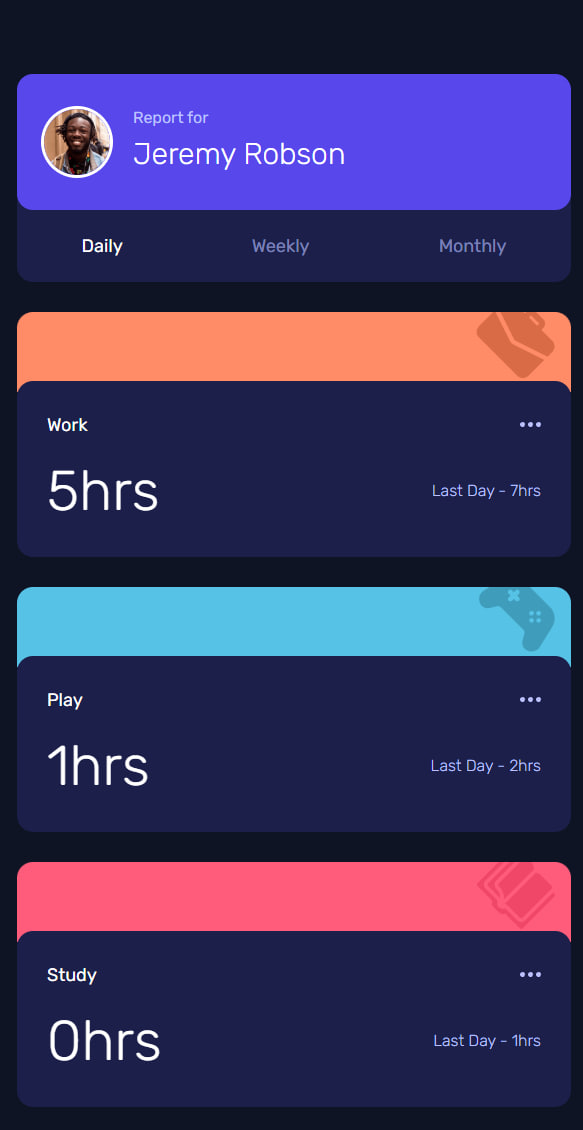 Report for
Jeremy Robson
Daily Weekly Monthly
Work
5hrs Last Day - 7hrs
Play
1hrs Last Day - 2hrs
Study
0hrs Last Day - 1hrs